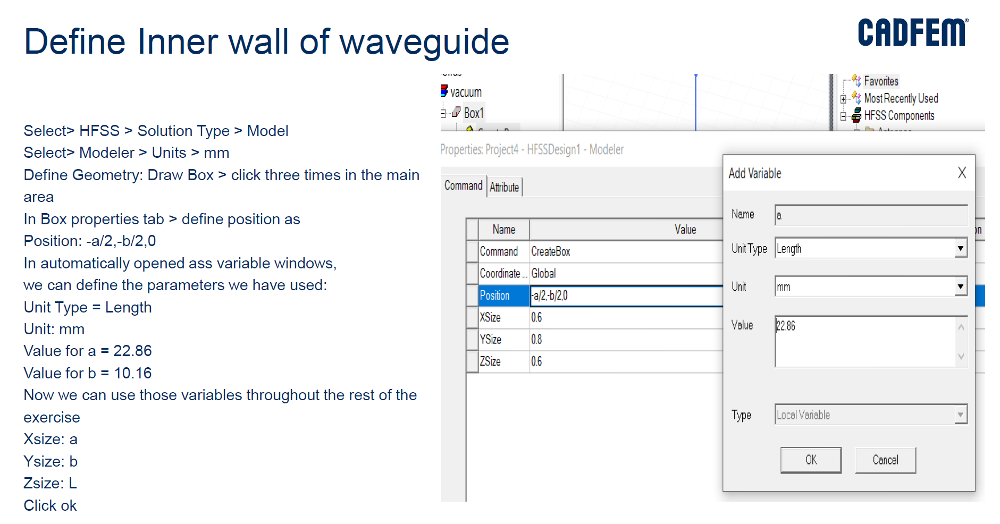 Define Inner wall of waveguide
CADFEM®
Select> HFSS > Solution Type > Model
Select> Modeler > Units > mm
Define Geometry: Draw Box > click three times in the main
area
In Box properties tab > define position as
Position: -a/2,-b/2,0
In automatically opened ass variable windows,
we can define the parameters we have used:
Unit Type = Length
Unit: mm
Value for a = 22.86
Value for b = 10.16
Now we can use those variables throughout the rest of the
exercise
Xsize: a
Ysize: b
Zsize: L
Click ok
vacuum
Box1
Favorites
Most Recently Used
HFSS Components
Properties: Project4 - HFSSDesign1 - Modeler
Command
Attribute
Name Value
Command CreateBox
Coordinate ... Global
Position -a/2,-b/2,0
XSize 0.6
YSize 0.8
ZSize 0.6
Add Variable
Name a
Unit Type Length
Unit mm
Value 22.86
Type Local Variable
OK Cancel